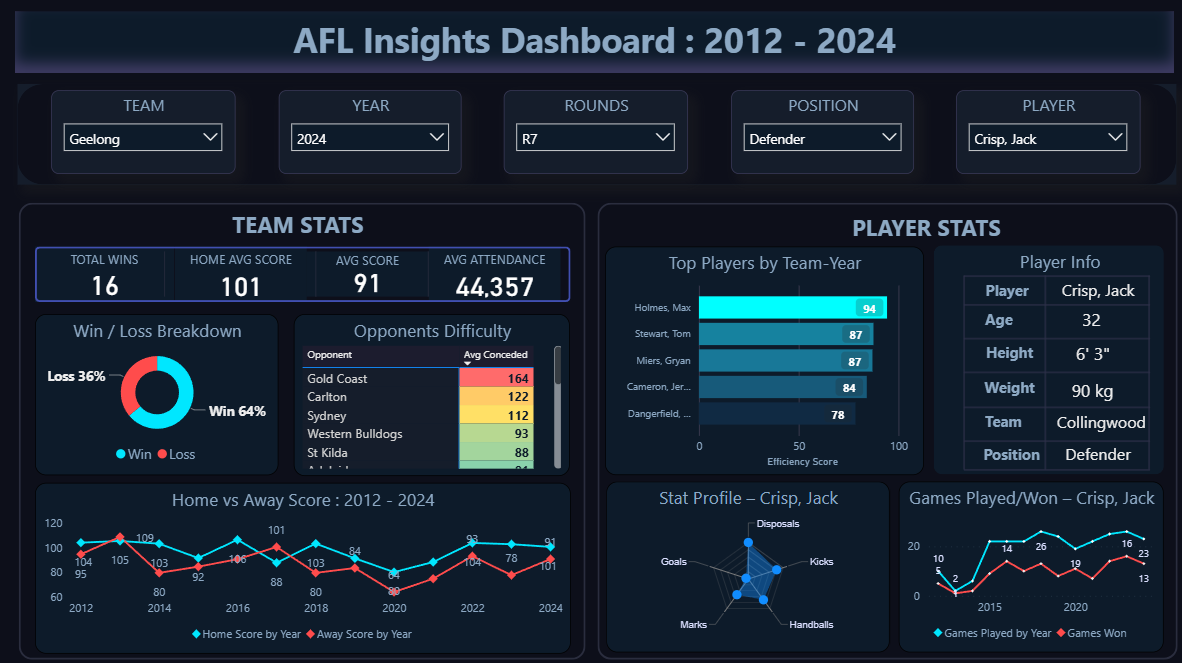 AFL Insights Dashboard : 2012 - 2024
TEAM
Geelong
YEAR
2024
ROUNDS
R7
POSITION
Defender
PLAYER
Crisp, Jack
TEAM STATS
TOTAL WINS
16
HOME AVG SCORE
101
AVG SCORE
91
AVG ATTENDANCE
44,357
Win / Loss Breakdown
Loss 36%
Win 64%
Win Loss
Opponents Difficulty
Opponent Avg Conceded
Gold Coast 164
Carlton 122
Sydney 112
Western Bulldogs 93
St Kilda 88
Home vs Away Score : 2012 - 2024
120
100
80
60
104
95
105
109
103
80
92
106
101
88
103
80
84
64
93
104
78
91
101
2012 2014 2016 2018 2020 2022 2024
Home Score by Year Away Score by Year
PLAYER STATS
Top Players by Team-Year
Holmes, Max 94
Stewart, Tom 87
Miers, Gryan 87
Cameron, Jer... 84
Dangerfield, ... 78
0 50 100
Efficiency Score
Player Info
Player Crisp, Jack
Age 32
Height 6' 3"
Weight 90 kg
Team Collingwood
Position Defender
Stat Profile – Crisp, Jack
Disposals
Goals
Kicks
Marks
Handballs
Games Played/Won – Crisp, Jack
20
0
10
5
2
14
26
19
16
23
13
2015 2020
Games Played by Year Games Won